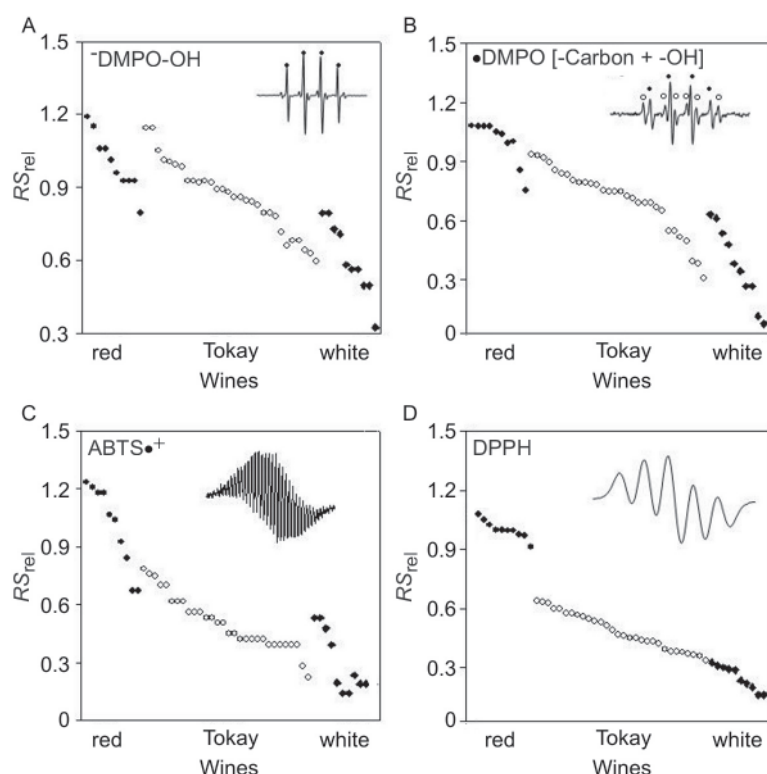 A
⁻DMPO-OH
RSrel
1.5
1.2
0.9
0.6
0.3
red
Tokay
white
Wines
B
●DMPO [-Carbon + -OH]
RSrel
1.5
1.2
0.9
0.6
0.3
0
red
Tokay
white
Wines
C
ABTS●⁺
RSrel
1.5
1.2
0.9
0.6
0.3
0
red
Tokay
white
Wines
D
DPPH
RSrel
1.5
1.2
0.9
0.6
0.3
0
red
Tokay
white
Wines